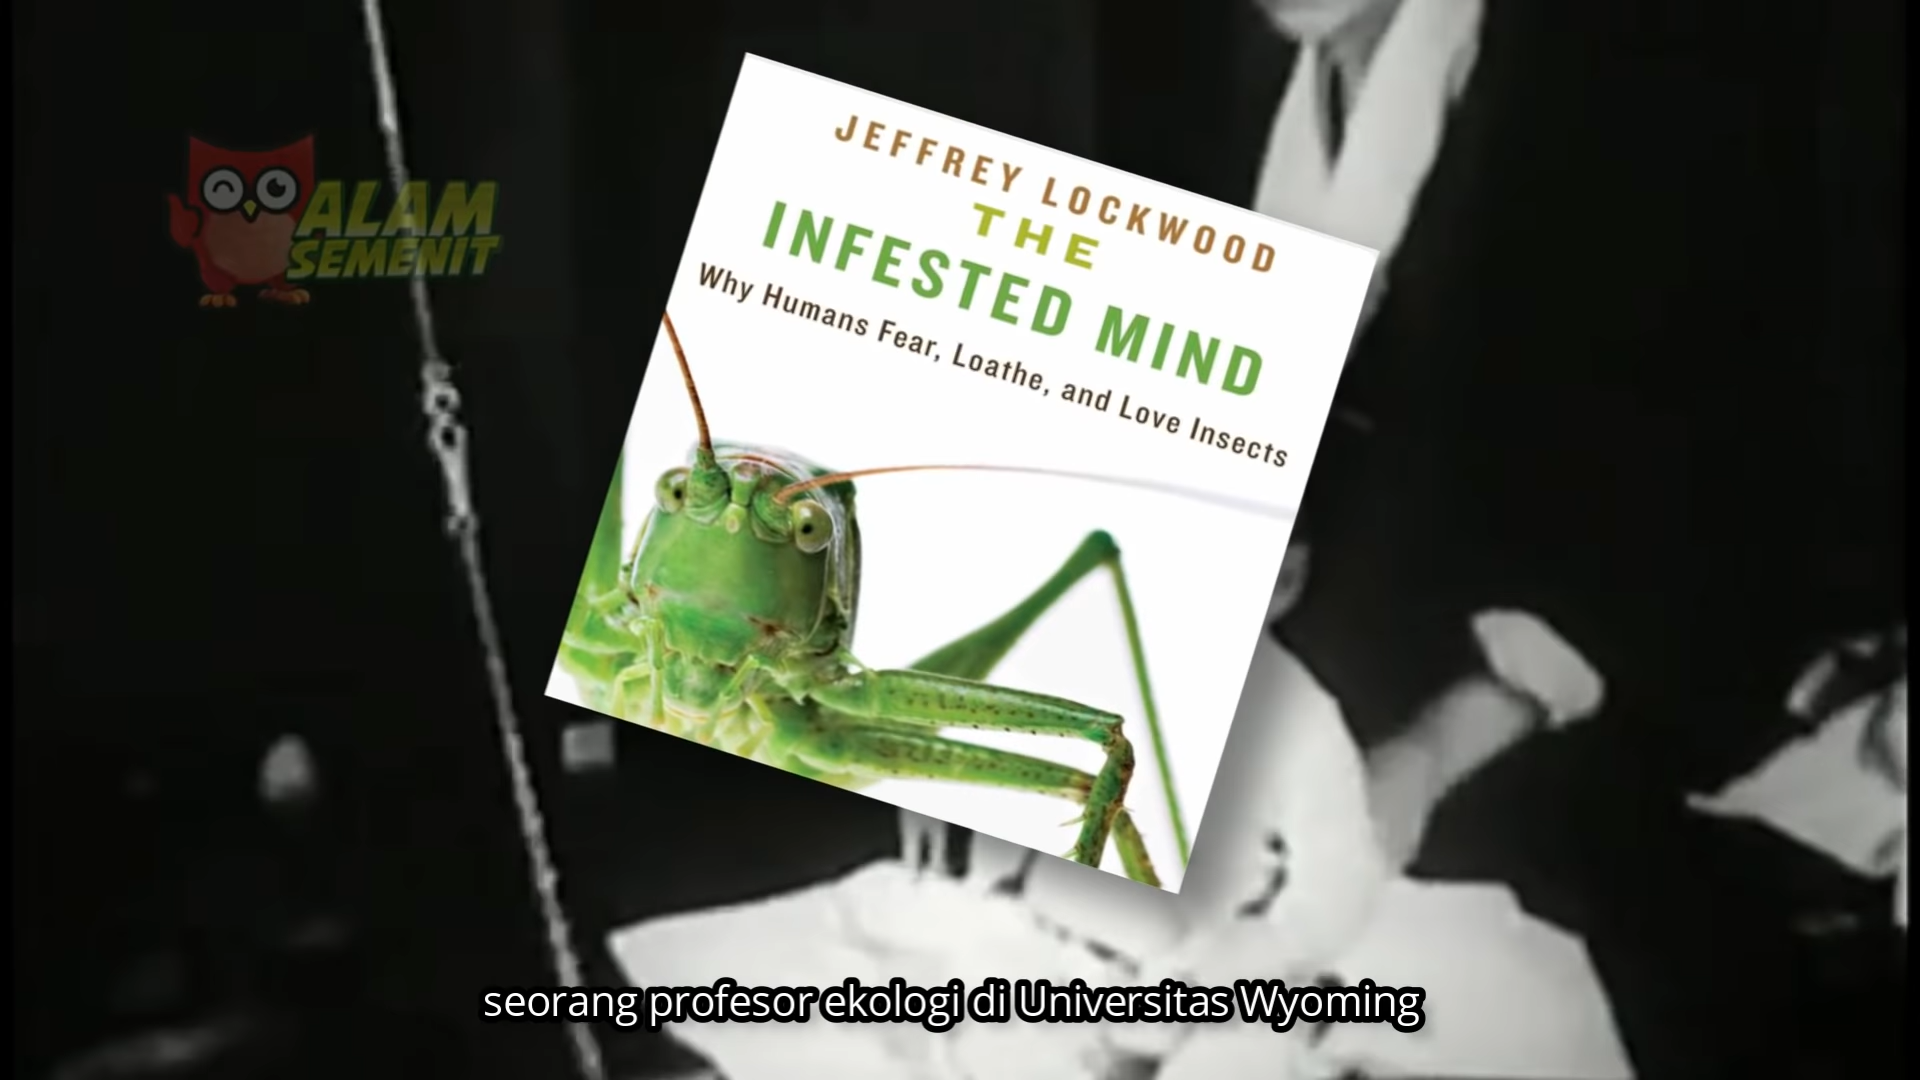 ALAM
SEMENIT
JEFFREY LOCKWOOD
THE
INFESTED MIND
Why Humans Fear, Loathe, and Love Insects
seorang profesor ekologi di Universitas Wyoming